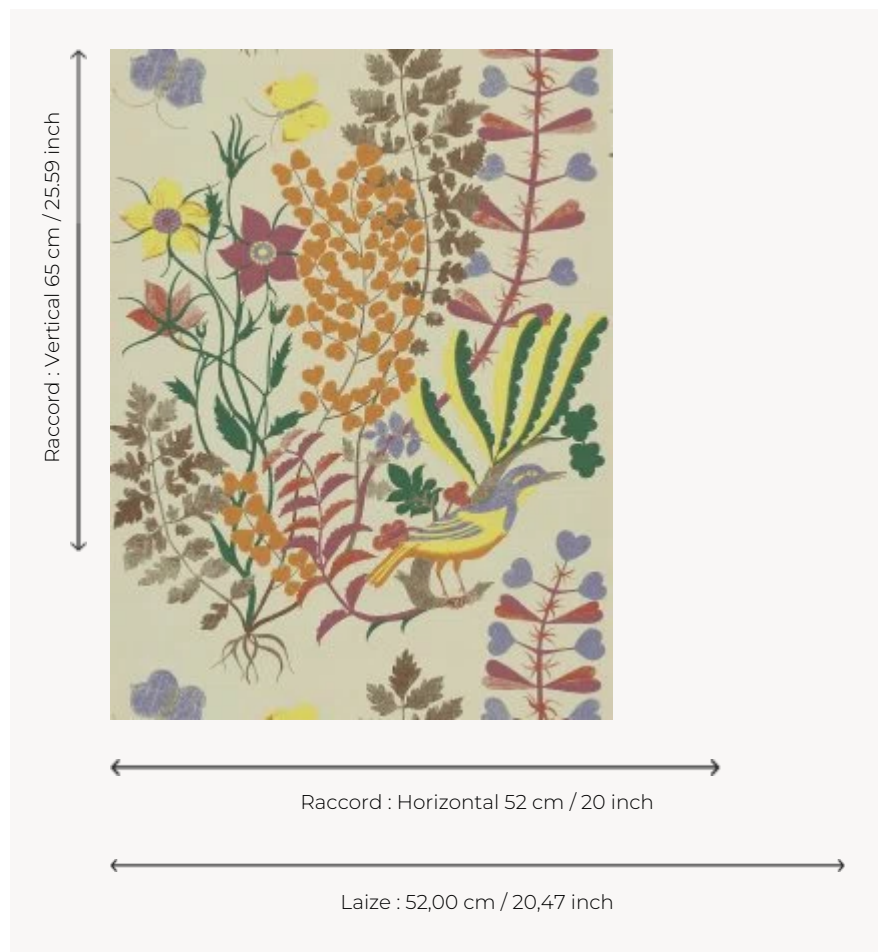 Raccord : Vertical 65 cm / 25.59 inch
Raccord : Horizontal 52 cm / 20 inch
Laize : 52,00 cm / 20,47 inch